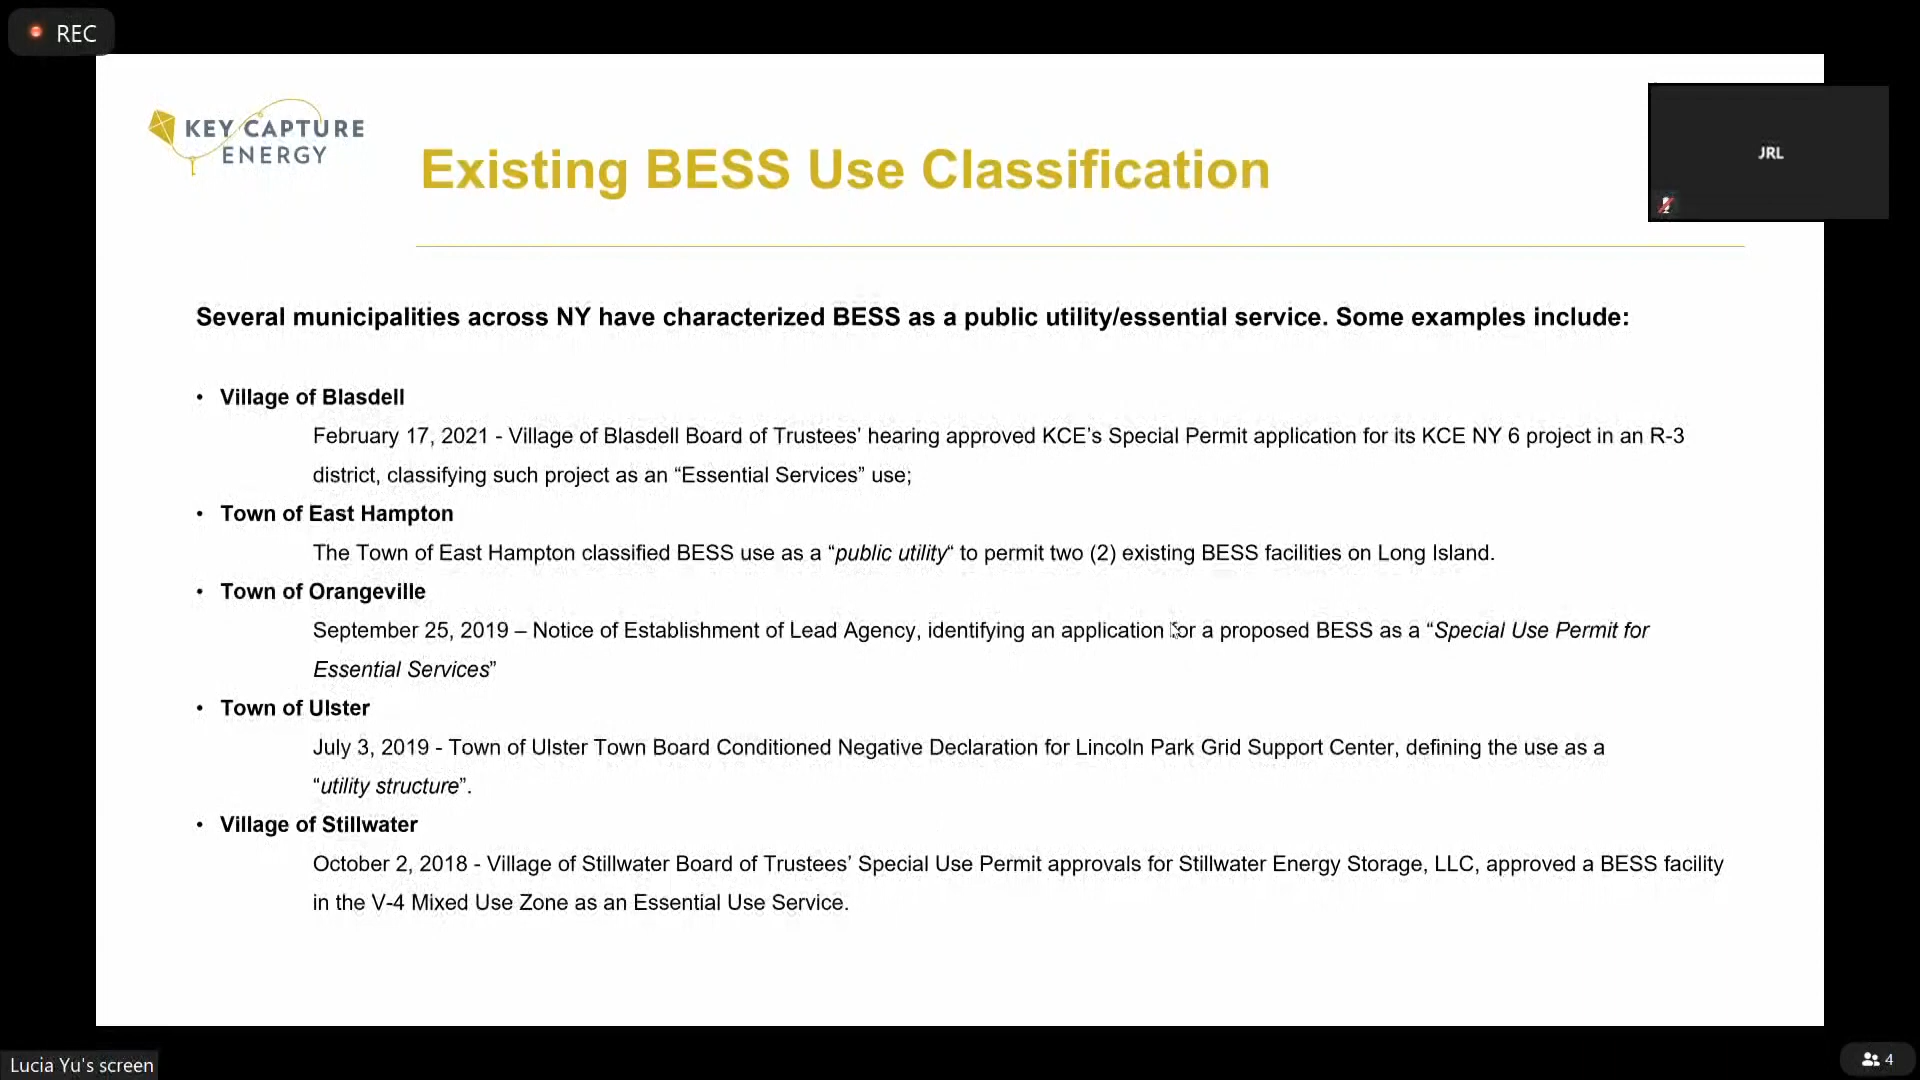 REC
KEY CAPTURE
ENERGY
Existing BESS Use Classification
JRL
Several municipalities across NY have characterized BESS as a public utility/essential service. Some examples include:
• Village of Blasdell
February 17, 2021 - Village of Blasdell Board of Trustees’ hearing approved KCE’s Special Permit application for its KCE NY 6 project in an R-3
district, classifying such project as an “Essential Services” use;
• Town of East Hampton
The Town of East Hampton classified BESS use as a “public utility“ to permit two (2) existing BESS facilities on Long Island.
• Town of Orangeville
September 25, 2019 – Notice of Establishment of Lead Agency, identifying an application for a proposed BESS as a “Special Use Permit for
Essential Services”
• Town of Ulster
July 3, 2019 - Town of Ulster Town Board Conditioned Negative Declaration for Lincoln Park Grid Support Center, defining the use as a
“utility structure”.
• Village of Stillwater
October 2, 2018 - Village of Stillwater Board of Trustees’ Special Use Permit approvals for Stillwater Energy Storage, LLC, approved a BESS facility
in the V-4 Mixed Use Zone as an Essential Use Service.
Lucia Yu's screen
4